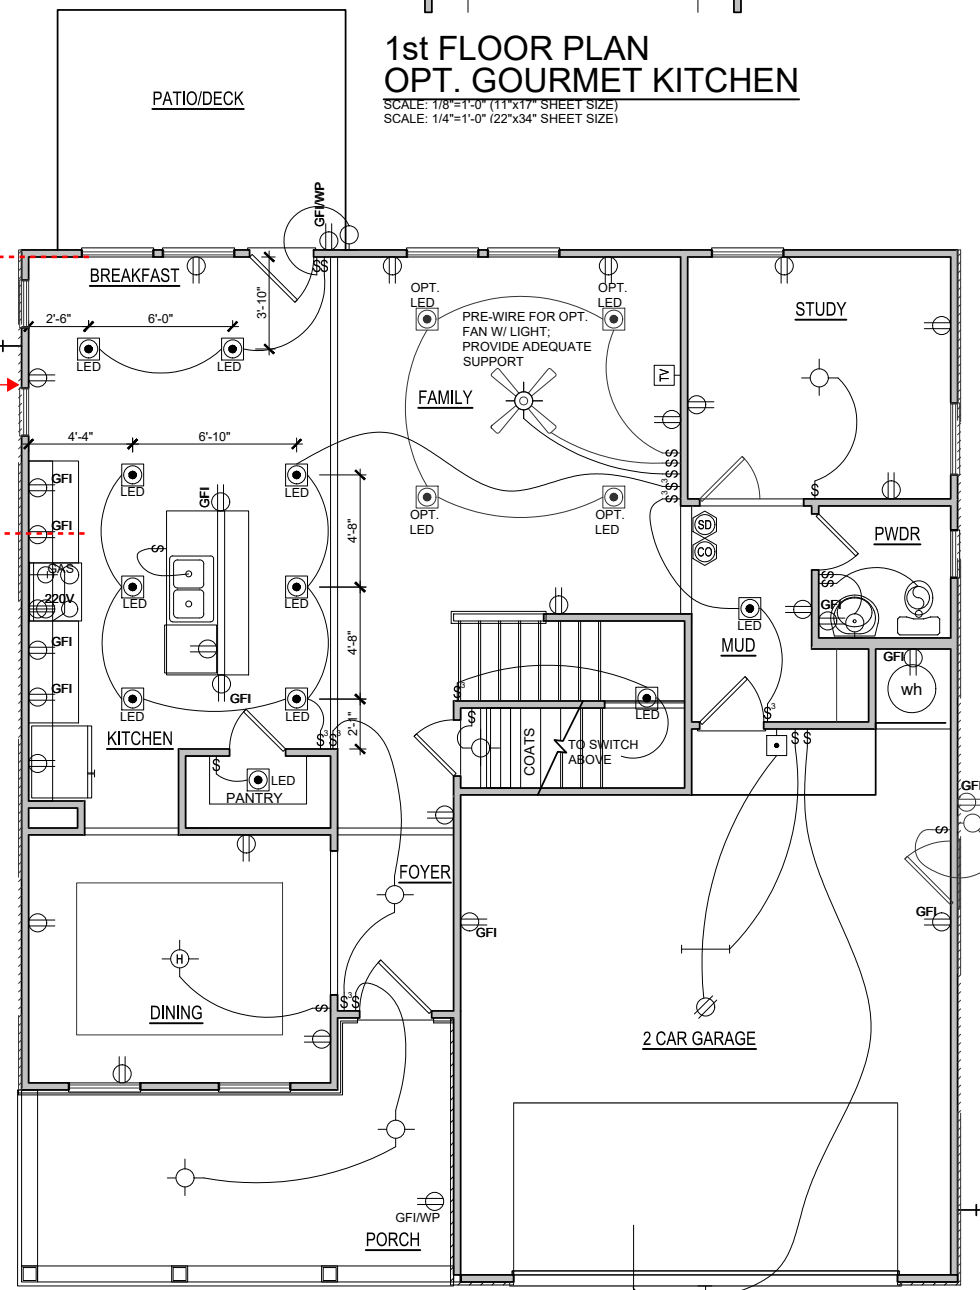 1st FLOOR PLAN
OPT. GOURMET KITCHEN
SCALE: 1/8"=1'-0" (11"x17" SHEET SIZE)
SCALE: 1/4"=1'-0" (22"x34" SHEET SIZE)
PATIO/DECK
GFI/WP
BREAKFAST
2'-6"
6'-0"
3'-10"
LED
LED
OPT.
LED
OPT.
LED
PRE-WIRE FOR OPT.
FAN W/ LIGHT;
PROVIDE ADEQUATE
SUPPORT
FAMILY
TV
STUDY
4'-4"
6'-10"
GFI
LED
GFI
LED
OPT.
LED
OPT.
LED
GFI
4'-8"
SD
CO
PWDR
GAS
220V
LED
LED
GFI
LED
GFI
4'-8"
MUD
GFI
GFI
wh
GFI
LED
LED
LED
2'-1"
KITCHEN
COATS
TO SWITCH
ABOVE
LED
PANTRY
GFI
FOYER
GFI
GFI
H
DINING
2 CAR GARAGE
GFI/WP
PORCH